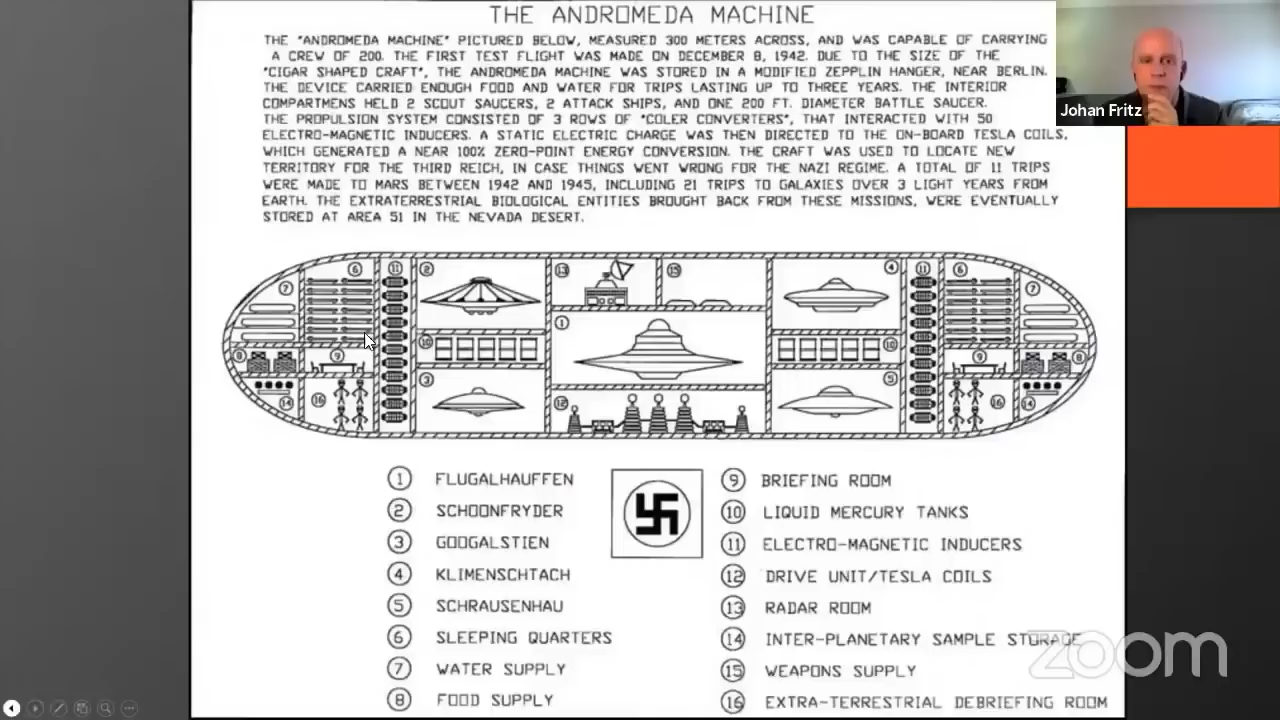 THE ANDROMEDA MACHINE
THE "ANDROMEDA MACHINE" PICTURED BELOW, MEASURED 300 METERS ACROSS, AND WAS CAPABLE OF CARRYING
A CREW OF 200. THE FIRST TEST FLIGHT WAS MADE ON DECEMBER 8, 1942. DUE TO THE SIZE OF THE
"CIGAR SHAPED CRAFT", THE ANDROMEDA MACHINE WAS STORED IN A MODIFIED ZEPPLIN HANGER, NEAR BERLIN.
THE DEVICE CARRIED ENOUGH FOOD AND WATER FOR TRIPS LASTING UP TO THREE YEARS. THE INTERIOR
COMPARTMENS HELD 2 SCOUT SAUCERS, 2 ATTACK SHIPS, AND ONE 200 FT. DIAMETER BATTLE SAUCER.
THE PROPULSION SYSTEM CONSISTED OF 3 ROWS OF "COLER CONVERTERS", THAT INTERACTED WITH 50
ELECTRO-MAGNETIC INDUCERS. A STATIC ELECTRIC CHARGE WAS THEN DIRECTED TO THE ON-BOARD TESLA COILS,
WHICH GENERATED A NEAR 100% ZERO-POINT ENERGY CONVERSION. THE CRAFT WAS USED TO LOCATE NEW
TERRITORY FOR THE THIRD REICH, IN CASE THINGS WENT WRONG FOR THE NAZI REGIME. A TOTAL OF 11 TRIPS
WERE MADE TO MARS BETWEEN 1942 AND 1945, INCLUDING 21 TRIPS TO GALAXIES OVER 3 LIGHT YEARS FROM
EARTH. THE EXTRATERRESTRIAL BIOLOGICAL ENTITIES BROUGHT BACK FROM THESE MISSIONS, WERE EVENTUALLY
STORED AT AREA 51 IN THE NEVADA DESERT.
Johan Fritz
6 11 2 13 15 4 11 6
7 7
1
10 10
8 9 9 8
3 5
14 16 12 16 14
1 FLUGALHAUFFEN
2 SCHOONFRYDER
3 GOOGALSTIEN
4 KLIMENSCHTACH
5 SCHRAUSENHAU
6 SLEEPING QUARTERS
7 WATER SUPPLY
8 FOOD SUPPLY
9 BRIEFING ROOM
10 LIQUID MERCURY TANKS
11 ELECTRO-MAGNETIC INDUCERS
12 DRIVE UNIT/TESLA COILS
13 RADAR ROOM
14 INTER-PLANETARY SAMPLE STORAGE
15 WEAPONS SUPPLY
16 EXTRA-TERRESTRIAL DEBRIEFING ROOM
zoom